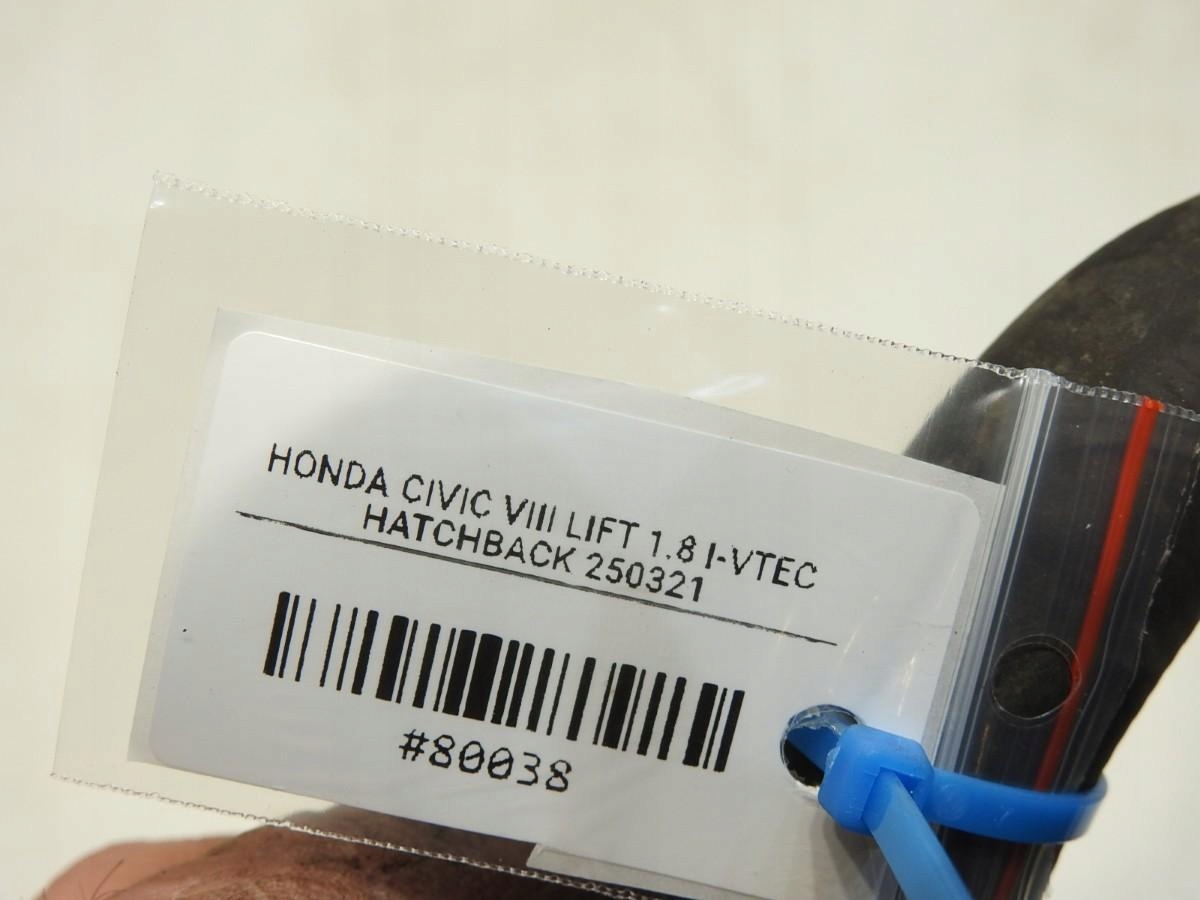 HONDA CIVIC VIII LIFT 1.8 I-VTEC
HATCHBACK 250321
#80038